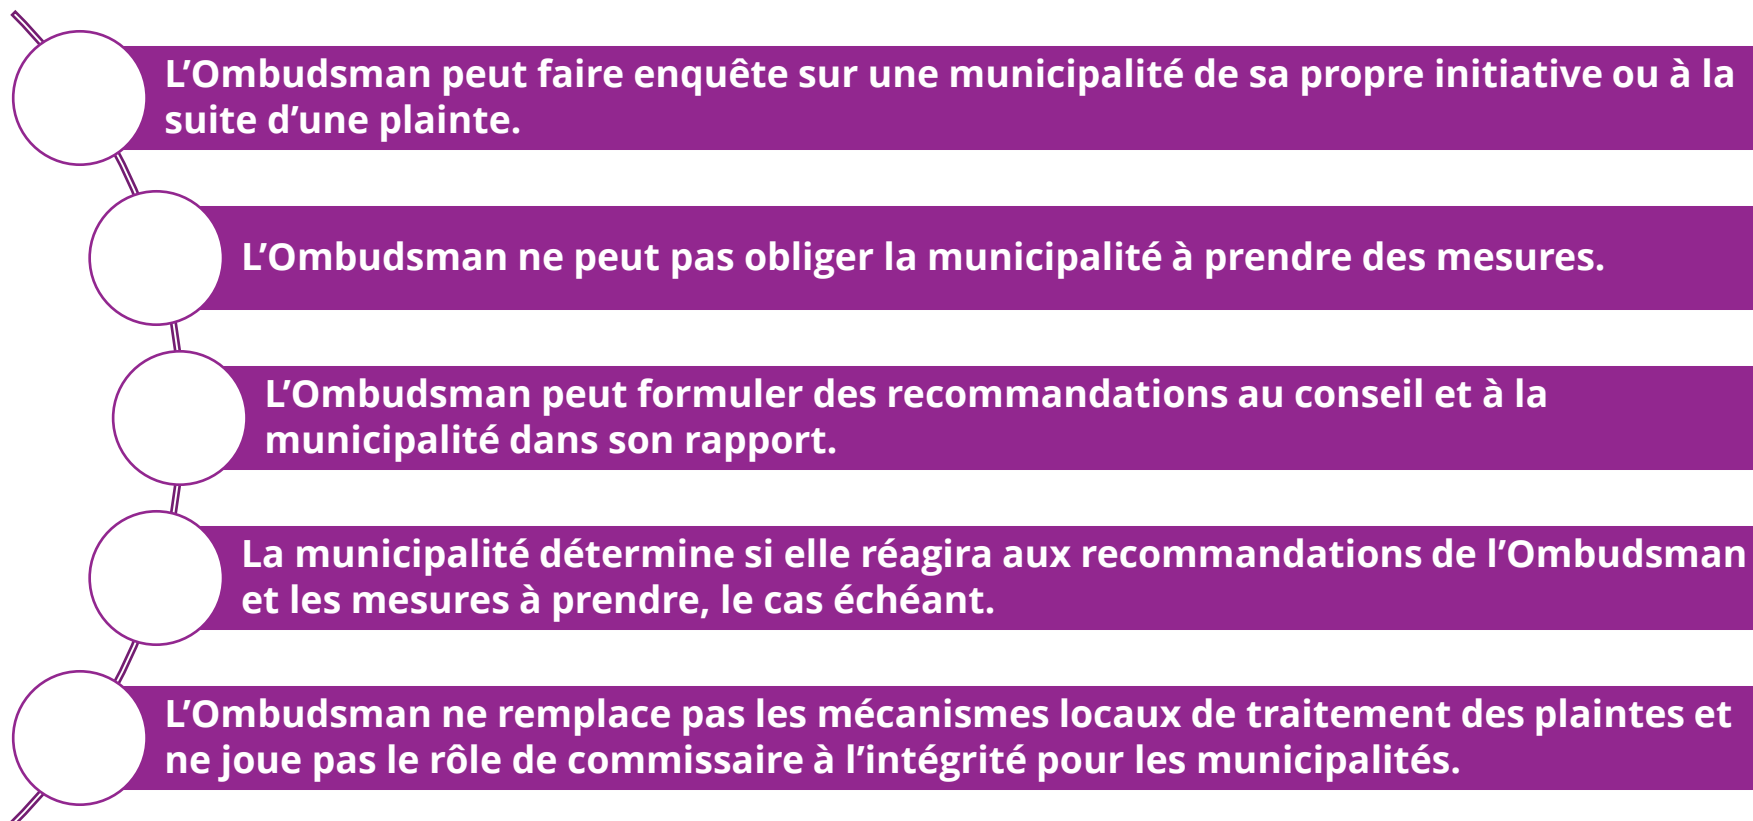 L’Ombudsman peut faire enquête sur une municipalité de sa propre initiative ou à la
suite d’une plainte.
L’Ombudsman ne peut pas obliger la municipalité à prendre des mesures.
L’Ombudsman peut formuler des recommandations au conseil et à la
municipalité dans son rapport.
La municipalité détermine si elle réagira aux recommandations de l’Ombudsman
et les mesures à prendre, le cas échéant.
L’Ombudsman ne remplace pas les mécanismes locaux de traitement des plaintes et
ne joue pas le rôle de commissaire à l’intégrité pour les municipalités.